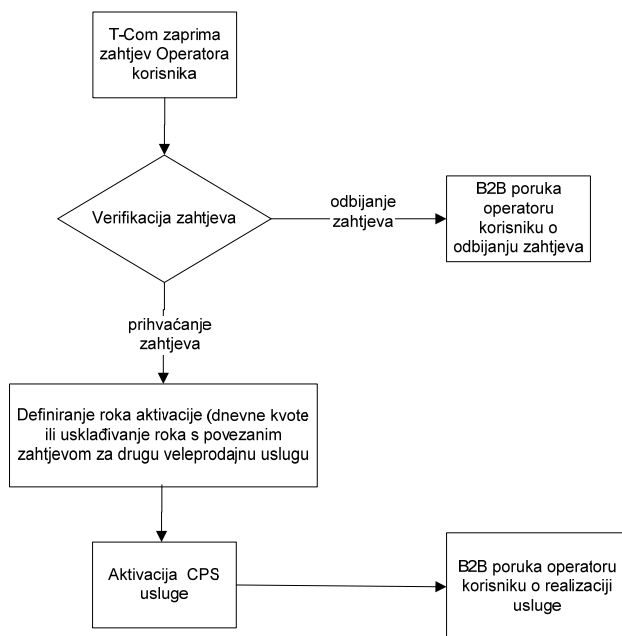 T-Com zaprima
zahtjev Operatora
korisnika
Verifikacija zahtjeva
odbijanje
zahtjeva
B2B poruka
operatoru
korisniku o
odbijanju zahtjeva
prihvaćanje
zahtjeva
Definiranje roka aktivacije (dnevne kvote
ili usklađivanje roka s povezanim
zahtjevom za drugu veleprodajnu uslugu
Aktivacija CPS
usluge
B2B poruka operatoru
korisniku o realizaciji
usluge